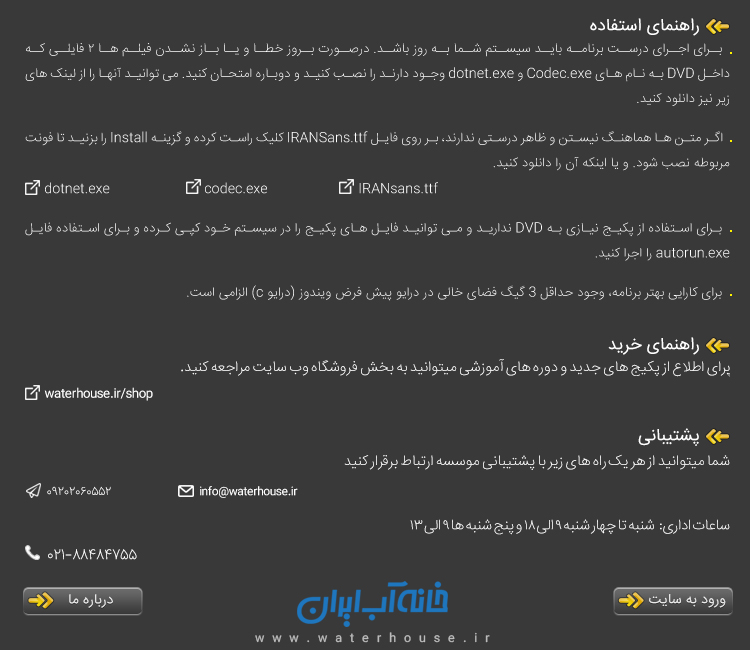 راهنمای استفاده
برای اجرای درست برنامه باید سیستم شما به روز باشد. درصورت بروز خطا و یا باز نشدن فیلم ها ۲ فایلی که
داخل DVD به نام های Codec.exe و dotnet.exe وجود دارند را نصب کنید و دوباره امتحان کنید. می توانید آنها را از لینک های
زیر نیز دانلود کنید.
اگر متن ها هماهنگ نیستن و ظاهر درستی ندارند، بر روی فایل IRANSans.ttf کلیک راست کرده و گزینه Install را بزنید تا فونت
مربوطه نصب شود. و یا اینکه آن را دانلود کنید.
dotnet.exe codec.exe IRANsans.ttf
برای استفاده از پکیج نیازی به DVD ندارید و می توانید فایل های پکیج را در سیستم خود کپی کرده و برای استفاده فایل
autorun.exe را اجرا کنید.
برای کارایی بهتر برنامه، وجود حداقل 3 گیگ فضای خالی در درایو پیش فرض ویندوز (درایو c) الزامی است.
راهنمای خرید
برای اطلاع از پکیج های جدید و دوره های آموزشی میتوانید به بخش فروشگاه وب سایت مراجعه کنید.
waterhouse.ir/shop
پشتیبانی
شما میتوانید از هر یک راه های زیر با پشتیبانی موسسه ارتباط برقرار کنید
۰۹۲۰۲۰۶۰۵۵۲ info@waterhouse.ir
ساعات اداری: شنبه تا چهار شنبه ۹ الی ۱۸ و پنج شنبه ها ۹ الی ۱۳
۰۲۱-۸۸۴۸۴۷۵۵
ورود به سایت
خانه آب ایران
درباره ما
www.waterhouse.ir